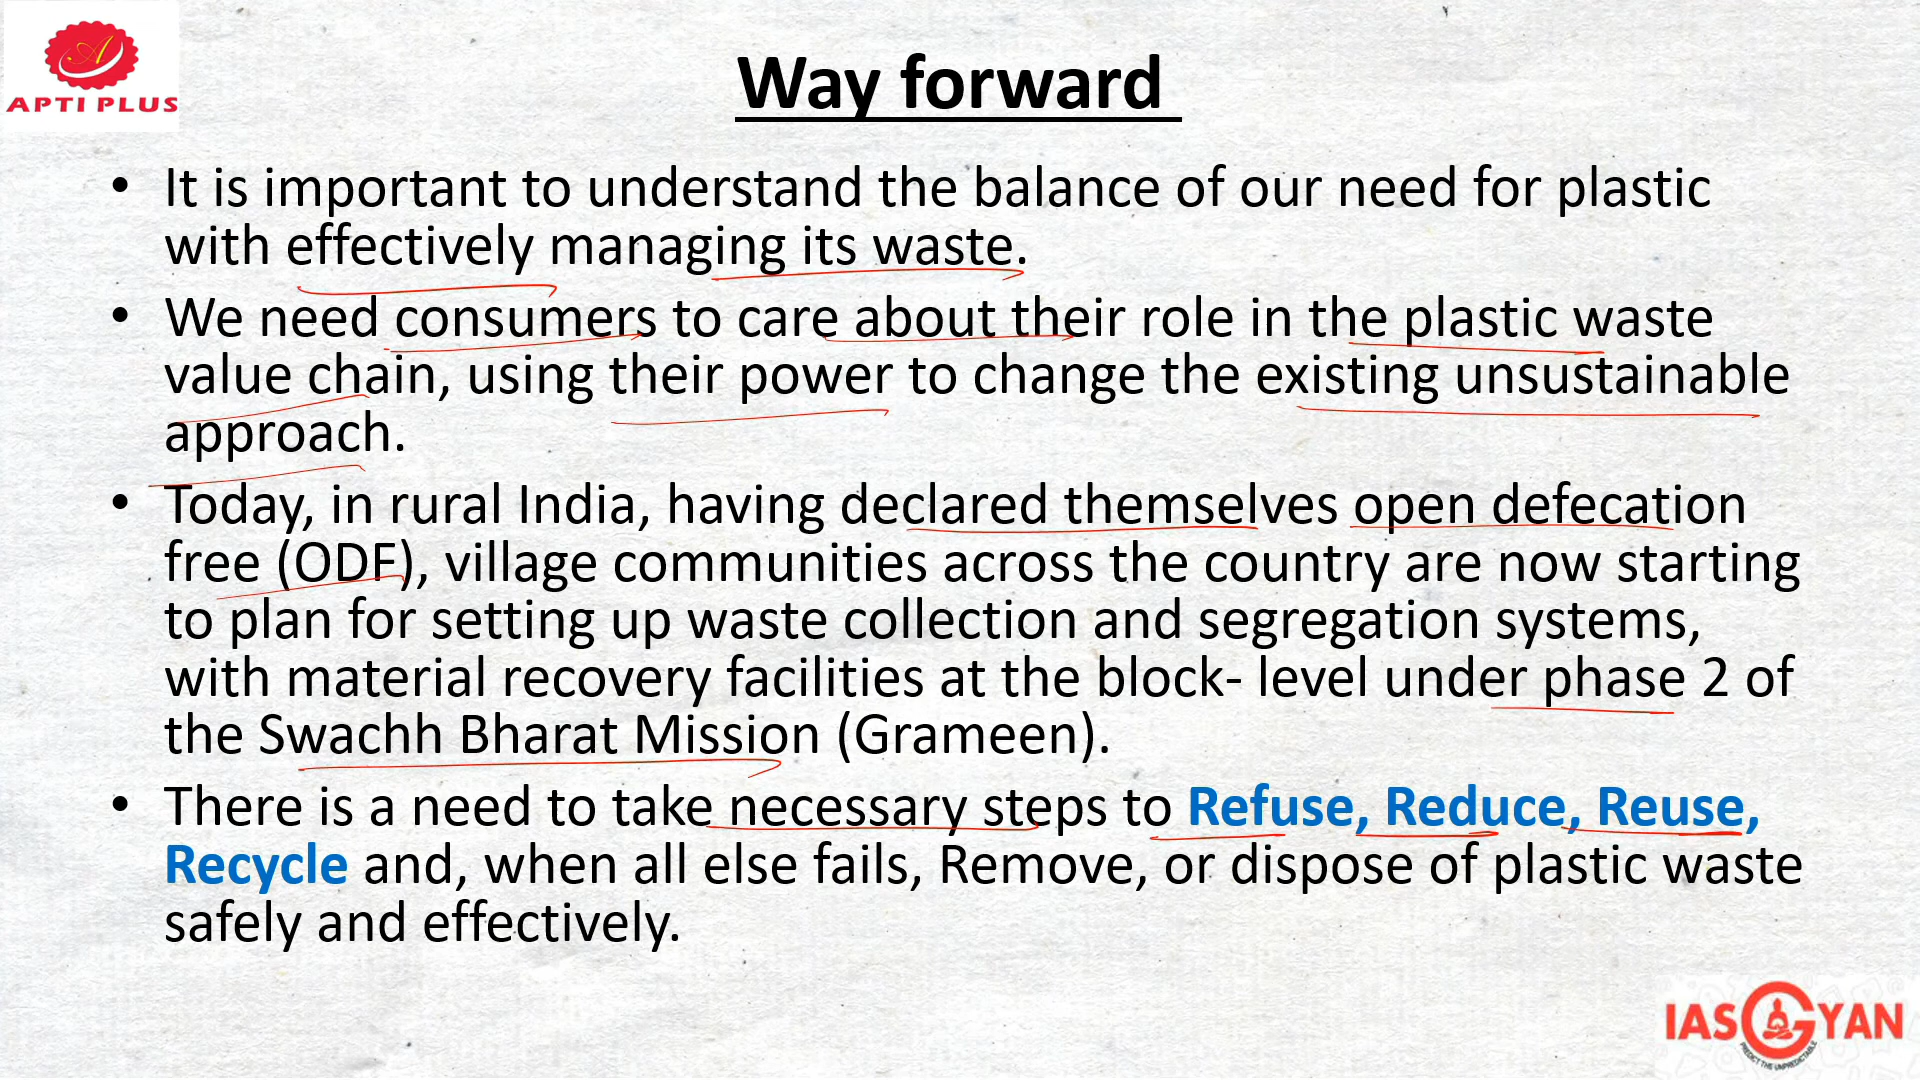 APTI PLUS
Way forward
• It is important to understand the balance of our need for plastic
with effectively managing its waste.
• We need consumers to care about their role in the plastic waste
value chain, using their power to change the existing unsustainable
approach.
• Today, in rural India, having declared themselves open defecation
free (ODF), village communities across the country are now starting
to plan for setting up waste collection and segregation systems,
with material recovery facilities at the block- level under phase 2 of
the Swachh Bharat Mission (Grameen).
• There is a need to take necessary steps to Refuse, Reduce, Reuse,
Recycle and, when all else fails, Remove, or dispose of plastic waste
safely and effectively.
IASGYAN
PREDICT THE UNPREDICTABLE